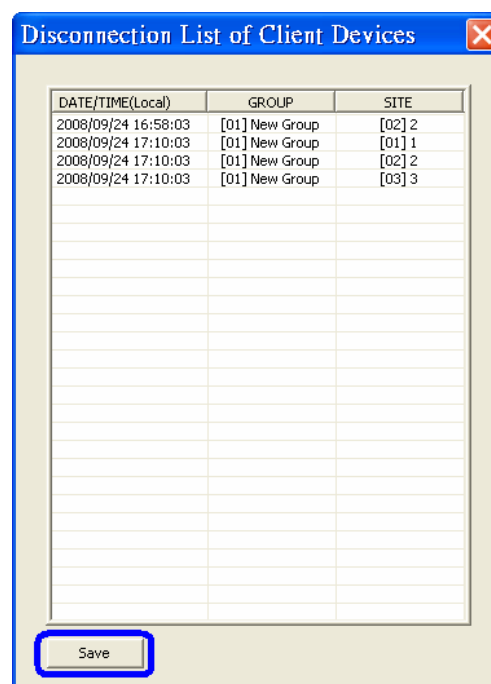 Disconnection List of Client Devices
DATE/TIME(Local) GROUP SITE
2008/09/24 16:58:03 [01] New Group [02] 2
2008/09/24 17:10:03 [01] New Group [01] 1
2008/09/24 17:10:03 [01] New Group [02] 2
2008/09/24 17:10:03 [01] New Group [03] 3
Save